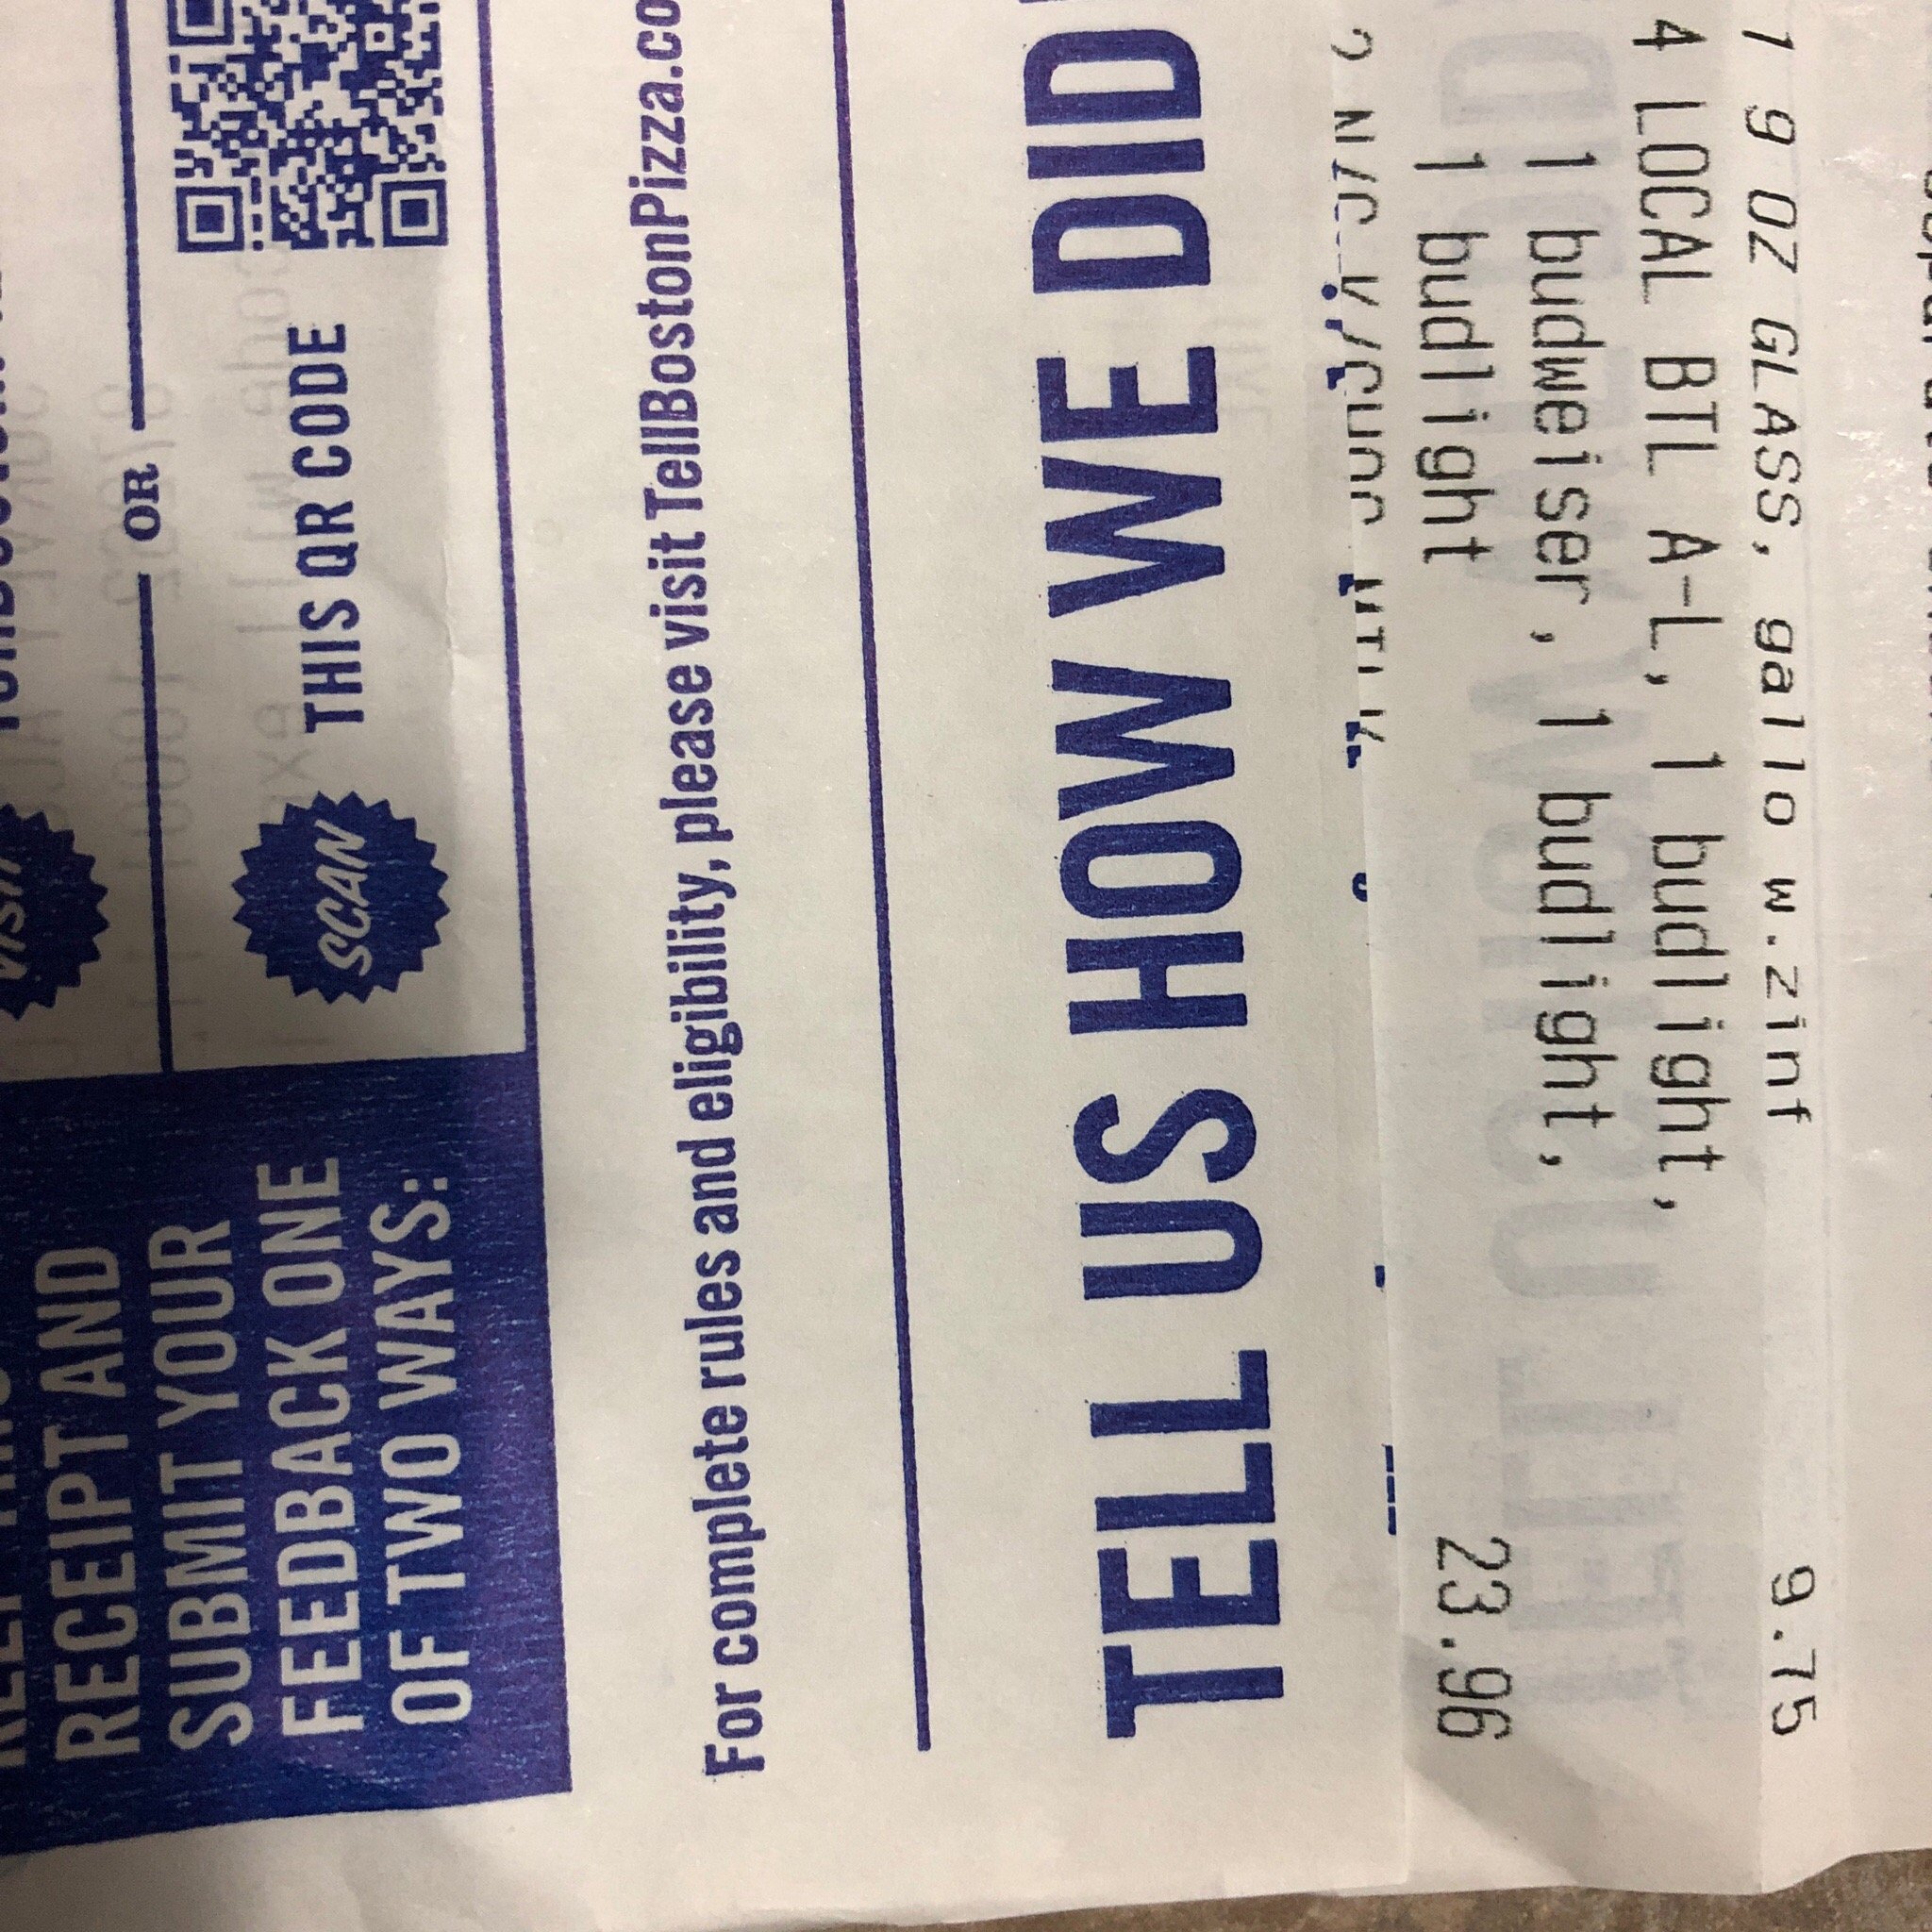 RECEIPT AND
SUBMIT YOUR
FEEDBACK ONE
OF TWO WAYS:
OR
SCAN
THIS QR CODE
For complete rules and eligibility, please visit TellBostonPizza.co
TELL US HOW WE DID
1 9 OZ GLASS, gallo w.zinf 9.75
4 LOCAL BTL A-L, 1 budlight,
1 budweiser, 1 budlight,
1 budlight 23.96